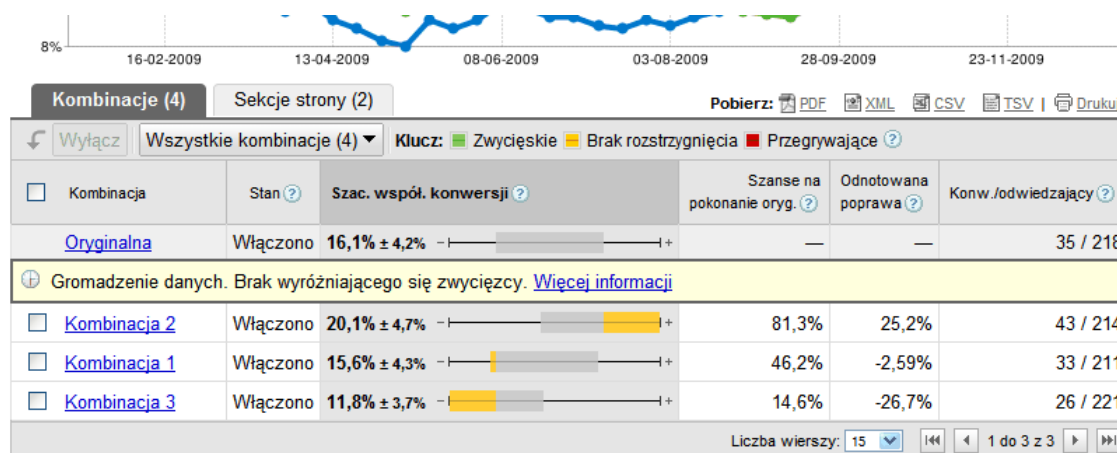 8%
16-02-2009 13-04-2009 08-06-2009 03-08-2009 28-09-2009 23-11-2009
Kombinacje (4) Sekcje strony (2) Pobierz: PDF XML CSV TSV | Drukuj
Wyłącz Wszystkie kombinacje (4) Klucz: Zwycięskie Brak rozstrzygnięcia Przegrywające ?
Kombinacja Stan ? Szac. współ. konwersji ? Szanse na pokonanie oryg. ? Odnotowana poprawa ? Konw./odwiedzający ?
Oryginalna Włączono 16,1% ± 4,2% - + — — 35 / 218
Gromadzenie danych. Brak wyróżniającego się zwycięzcy. Więcej informacji
Kombinacja 2 Włączono 20,1% ± 4,7% - + 81,3% 25,2% 43 / 214
Kombinacja 1 Włączono 15,6% ± 4,3% - + 46,2% -2,59% 33 / 211
Kombinacja 3 Włączono 11,8% ± 3,7% - + 14,6% -26,7% 26 / 221
Liczba wierszy: 15 1 do 3 z 3